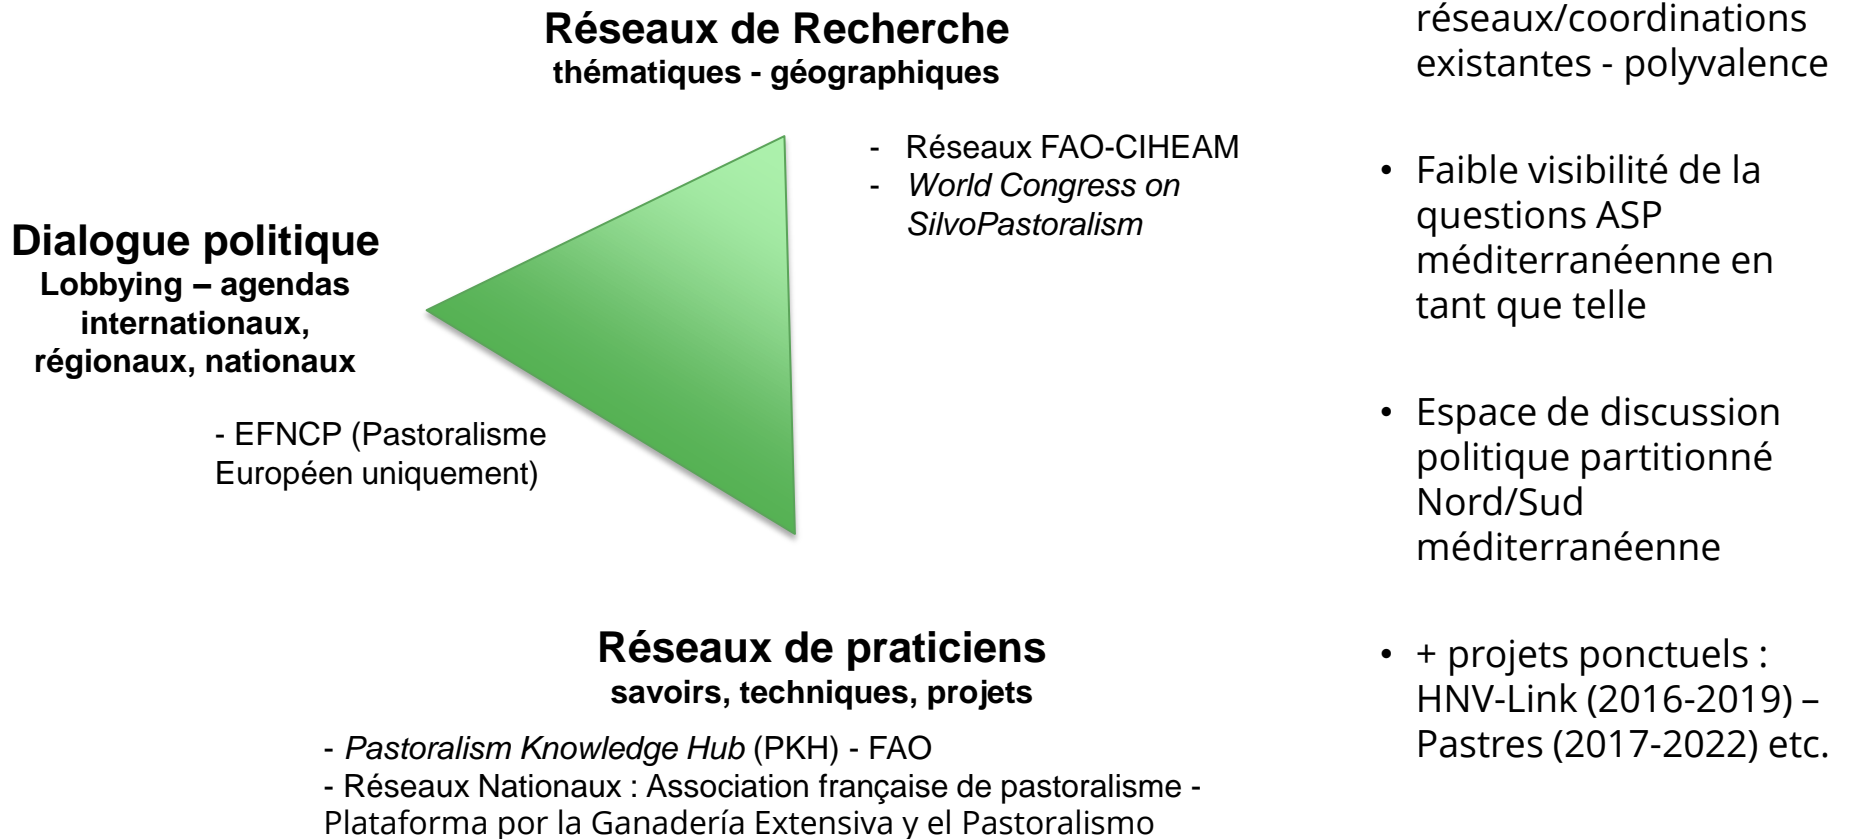 Réseaux de Recherche
thématiques - géographiques
- Réseaux FAO-CIHEAM
- World Congress on
SilvoPastoralism
Dialogue politique
Lobbying – agendas
internationaux,
régionaux, nationaux
- EFNCP (Pastoralisme
Européen uniquement)
Réseaux de praticiens
savoirs, techniques, projets
- Pastoralism Knowledge Hub (PKH) - FAO
- Réseaux Nationaux : Association française de pastoralisme -
Plataforma por la Ganadería Extensiva y el Pastoralismo
réseaux/coordinations
existantes - polyvalence
• Faible visibilité de la
questions ASP
méditerranéenne en
tant que telle
• Espace de discussion
politique partitionné
Nord/Sud
méditerranéenne
• + projets ponctuels :
HNV-Link (2016-2019) –
Pastres (2017-2022) etc.